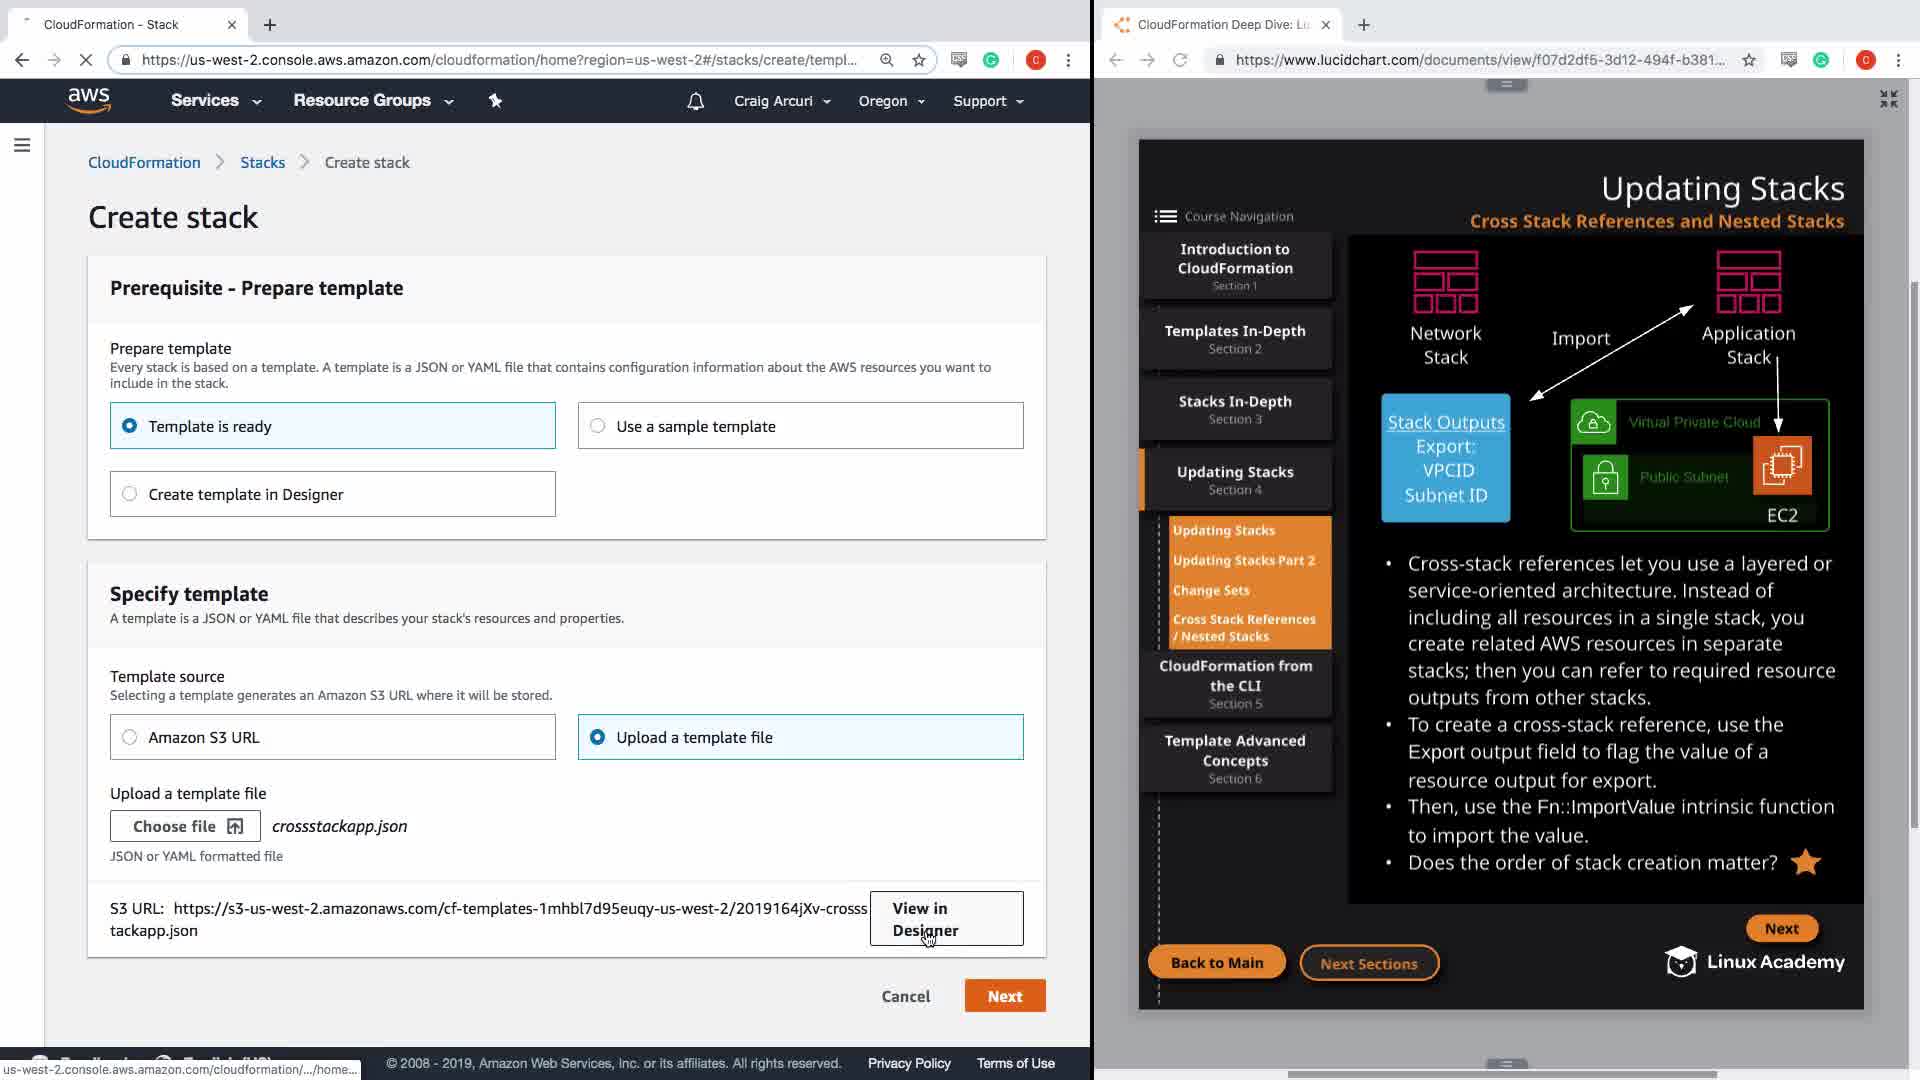 CloudFormation - Stack
https://us-west-2.console.aws.amazon.com/cloudformation/home?region=us-west-2#/stacks/create/templ...
aws
Services
Resource Groups
Craig Arcuri
Oregon
Support
CloudFormation
Stacks
Create stack
Create stack
Prerequisite - Prepare template
Prepare template
Every stack is based on a template. A template is a JSON or YAML file that contains configuration information about the AWS resources you want to
include in the stack.
Template is ready
Use a sample template
Create template in Designer
Specify template
A template is a JSON or YAML file that describes your stack's resources and properties.
Template source
Selecting a template generates an Amazon S3 URL where it will be stored.
Amazon S3 URL
Upload a template file
Upload a template file
Choose file
crossstackapp.json
JSON or YAML formatted file
S3 URL: https://s3-us-west-2.amazonaws.com/cf-templates-1mhbl7d95euqy-us-west-2/2019164jXv-crosss
tackapp.json
View in
Designer
Cancel
Next
© 2008 - 2019, Amazon Web Services, Inc. or its affiliates. All rights reserved.
Privacy Policy
Terms of Use
us-west-2.console.aws.amazon.com/cloudformation/.../home...
CloudFormation Deep Dive: Lu
https://www.lucidchart.com/documents/view/f07d2df5-3d12-494f-b381...
C
C
Updating Stacks
Cross Stack References and Nested Stacks
Course Navigation
Introduction to
CloudFormation
Section 1
Templates In-Depth
Section 2
Stacks In-Depth
Section 3
Updating Stacks
Section 4
Updating Stacks
Updating Stacks Part 2
Change Sets
Cross Stack References
/ Nested Stacks
CloudFormation from
the CLI
Section 5
Template Advanced
Concepts
Section 6
Network
Stack
Import
Application
Stack
Stack Outputs
Export:
VPCID
Subnet ID
Virtual Private Cloud
Public Subnet
EC2
• Cross-stack references let you use a layered or
service-oriented architecture. Instead of
including all resources in a single stack, you
create related AWS resources in separate
stacks; then you can refer to required resource
outputs from other stacks.
• To create a cross-stack reference, use the
Export output field to flag the value of a
resource output for export.
• Then, use the Fn::ImportValue intrinsic function
to import the value.
• Does the order of stack creation matter?
Next
Back to Main
Next Sections
Linux Academy